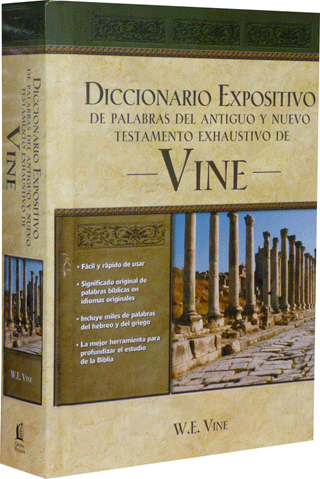 DICCIONARIO EXPOSITIVO
DE PALABRAS DEL ANTIGUO Y NUEVO
TESTAMENTO EXHAUSTIVO DE
— VINE —
• Fácil y rápido de usar
• Significado original de
palabras bíblicas en
idiomas originales
• Incluye miles de palabras
del hebreo y del griego
• La mejor herramienta para
profundizar el estudio
de la Biblia
W.E. VINE
DICCIONARIO EXPOSITIVO
DE PALABRAS DEL ANTIGUO Y NUEVO
TESTAMENTO EXHAUSTIVO DE
VINE
W.E. VINE